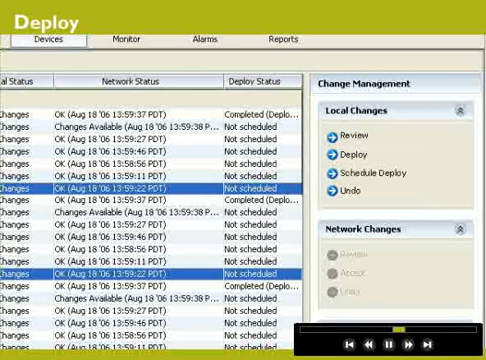 Deploy
Devices Monitor Alarms Reports
al Status Network Status Deploy Status
Changes OK (Aug 18 '06 13:59:37 PDT) Completed (Deplo...
Changes Changes Available (Aug 18 '06 13:59:38 P... Not scheduled
Changes OK (Aug 18 '06 13:59:27 PDT) Not scheduled
Changes OK (Aug 18 '06 13:59:46 PDT) Not scheduled
Changes OK (Aug 18 '06 13:58:56 PDT) Not scheduled
Changes OK (Aug 18 '06 13:59:11 PDT) Not scheduled
Changes OK (Aug 18 '06 13:59:22 PDT) Not scheduled
Changes OK (Aug 18 '06 13:59:37 PDT) Completed (Deplo...
Changes Changes Available (Aug 18 '06 13:59:38 P... Not scheduled
Changes OK (Aug 18 '06 13:59:27 PDT) Not scheduled
Changes OK (Aug 18 '06 13:59:46 PDT) Not scheduled
Changes OK (Aug 18 '06 13:58:56 PDT) Not scheduled
Changes OK (Aug 18 '06 13:59:11 PDT) Not scheduled
Changes OK (Aug 18 '06 13:59:22 PDT) Not scheduled
Changes OK (Aug 18 '06 13:59:37 PDT) Completed (Deplo...
Changes Changes Available (Aug 18 '06 13:59:38 P... Not scheduled
Changes OK (Aug 18 '06 13:59:27 PDT) Not scheduled
Changes OK (Aug 18 '06 13:59:46 PDT) Not scheduled
Changes OK (Aug 18 '06 13:58:56 PDT) Not scheduled
Change Management
Local Changes
Review
Deploy
Schedule Deploy
Undo
Network Changes
Review
Accept
Undo